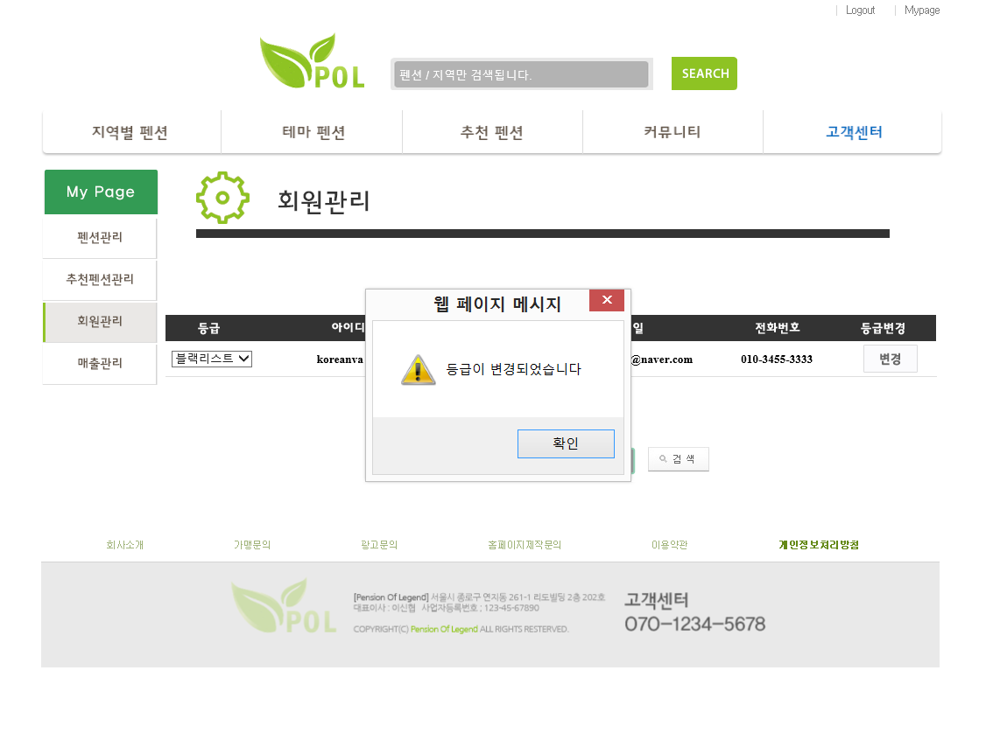 Logout
Mypage
POL
펜션 / 지역만 검색됩니다.
SEARCH
지역별 펜션
테마 펜션
추천 펜션
커뮤니티
고객센터
My Page
펜션관리
추천펜션관리
회원관리
매출관리
회원관리
등급
아이디
일
전화번호
등급변경
블랙리스트
koreanva
@naver.com
010-3455-3333
변경
웹 페이지 메시지
등급이 변경되었습니다
확인
검 색
회사소개
가맹문의
광고문의
홈페이지제작문의
이용약관
개인정보처리방침
POL
[Pension Of Legend] 서울시 종로구 연지동 261-1 리도빌딩 2층 202호
대표이사 : 이신협 사업자등록번호 ; 123-45-67890
COPYRIGHT(C) Pension Of Legend ALL RIGHTS RESTERVED.
고객센터
070-1234-5678